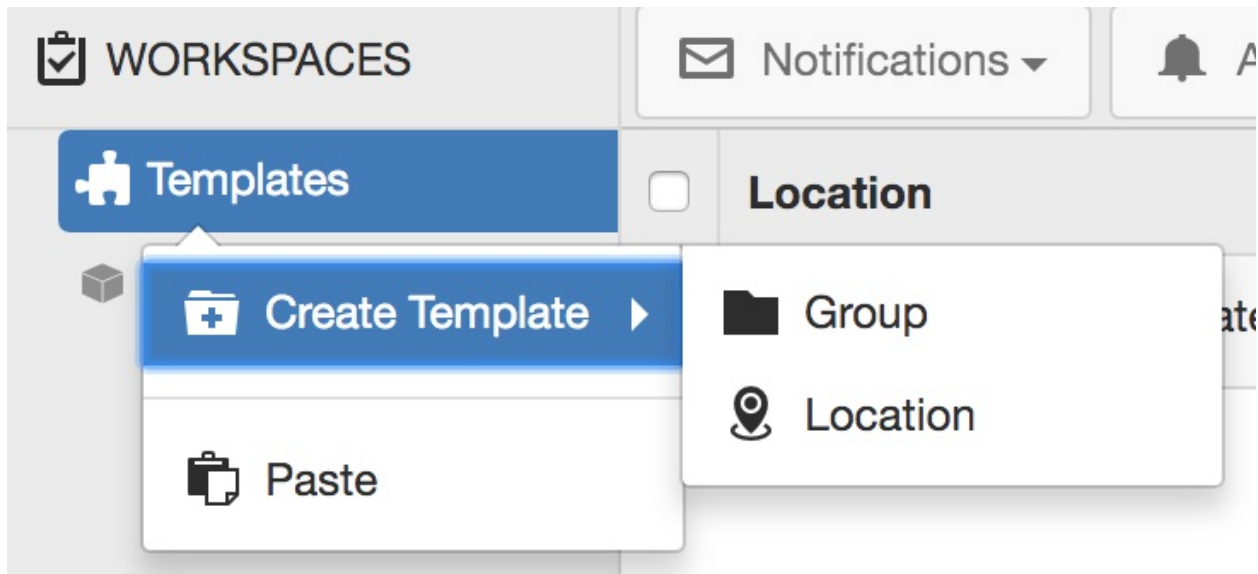 WORKSPACES
Notifications
Templates
Location
Create Template
Group
Location
Paste